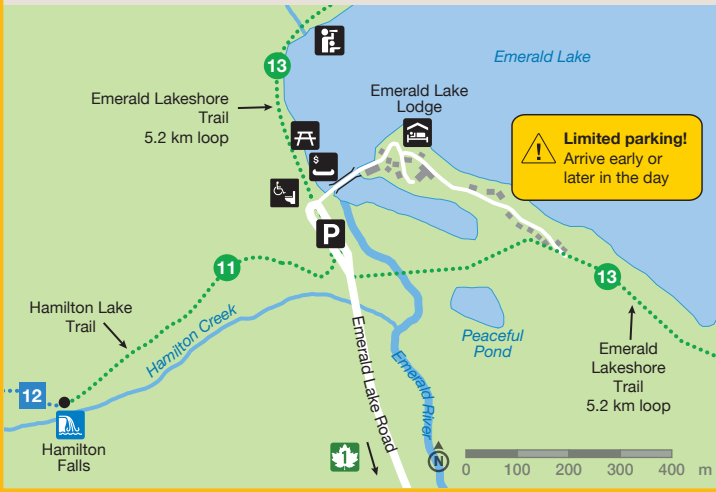 Emerald Lake
13
Emerald Lakeshore
Trail
5.2 km loop
Emerald Lake
Lodge
Limited parking!
Arrive early or
later in the day
$
P
11
13
Hamilton Lake
Trail
Hamilton Creek
Peaceful
Pond
Emerald Lake Road
Emerald River
Emerald
Lakeshore
Trail
5.2 km loop
12
Hamilton
Falls
1
N
0 100 200 300 400 m